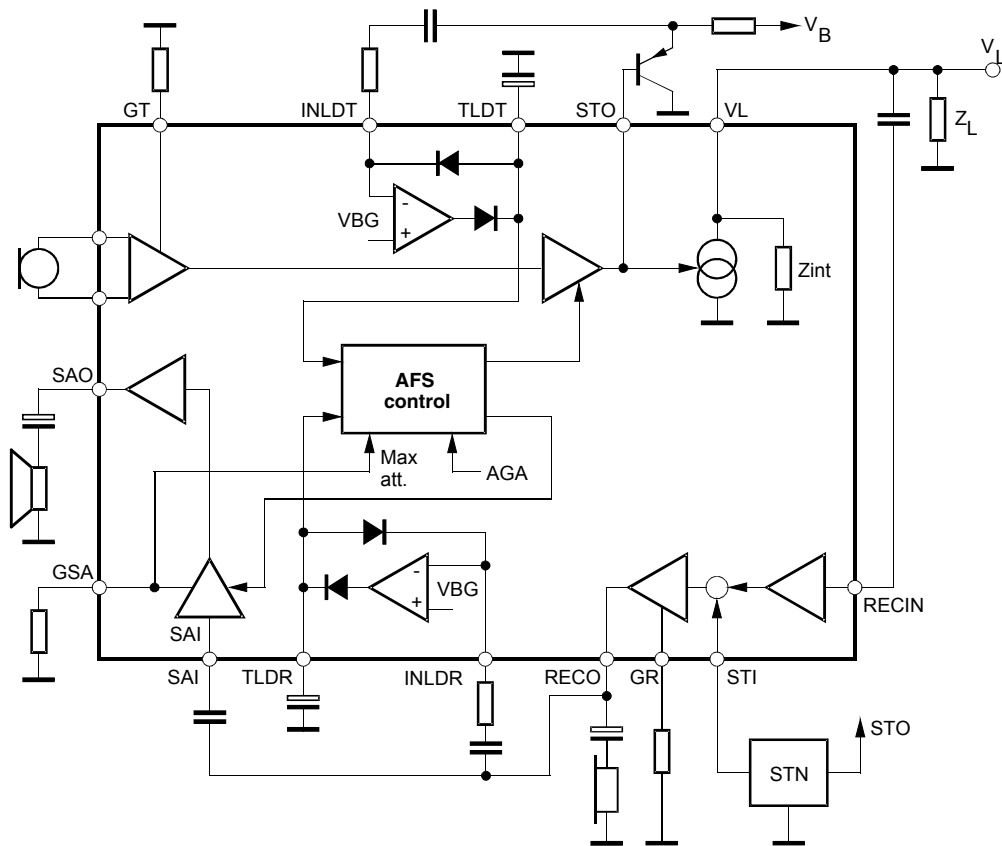 V_B
V_L
GT
INLDT
TLDT
STO
VL
Z_L
VBG
-
+
Zint
SAO
AFS
control
Max
att.
AGA
GSA
VBG
-
+
RECIN
SAI
SAI
TLDR
INLDR
RECO
GR
STI
STO
STN